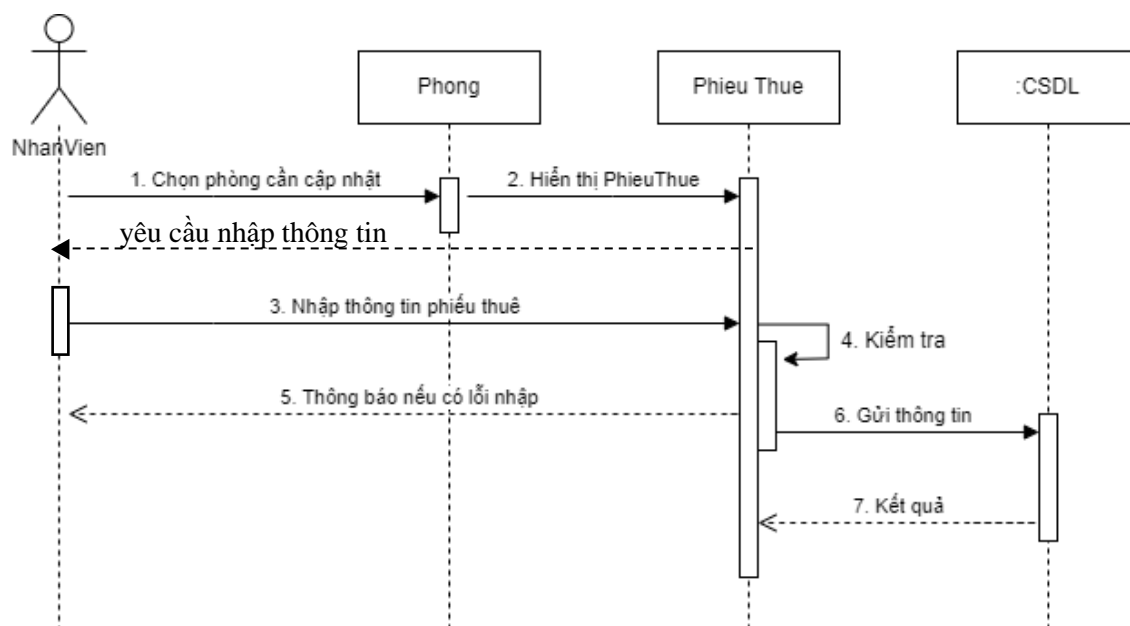 Phong
Phieu Thue
:CSDL
NhanVien
1. Chọn phòng cần cập nhật
2. Hiển thị PhieuThue
yêu cầu nhập thông tin
3. Nhập thông tin phiếu thuê
4. Kiểm tra
5. Thông báo nếu có lỗi nhập
6. Gửi thông tin
7. Kết quả